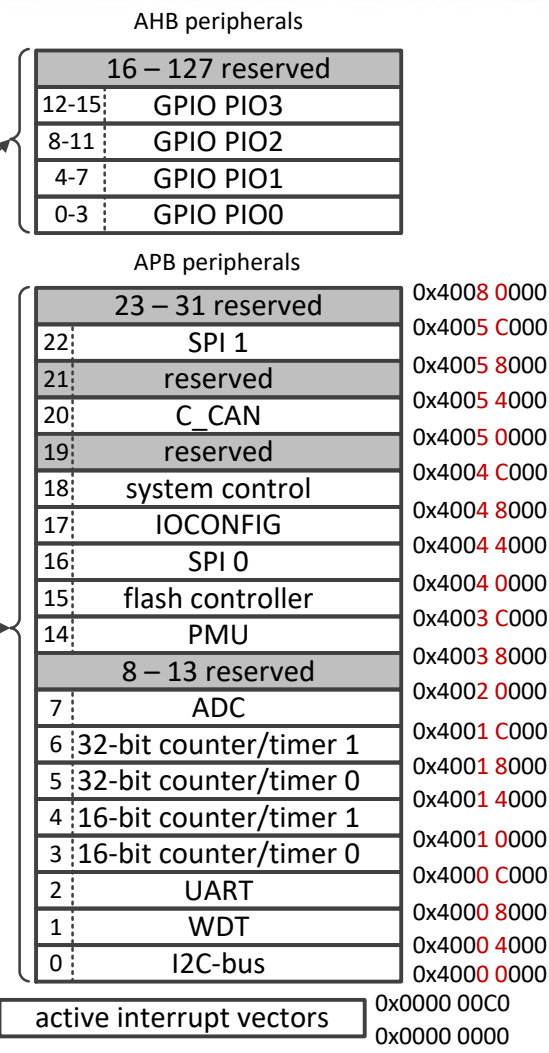 AHB peripherals
16 – 127 reserved
12-15 GPIO PIO3
8-11 GPIO PIO2
4-7 GPIO PIO1
0-3 GPIO PIO0
APB peripherals
0x4008 0000
23 – 31 reserved
0x4005 C000
22 SPI 1
0x4005 8000
21 reserved
0x4005 4000
20 C_CAN
0x4005 0000
19 reserved
0x4004 C000
18 system control
0x4004 8000
17 IOCONFIG
0x4004 4000
16 SPI 0
0x4004 0000
15 flash controller
0x4003 C000
14 PMU
0x4003 8000
8 – 13 reserved
0x4002 0000
7 ADC
0x4001 C000
6 32-bit counter/timer 1
0x4001 8000
5 32-bit counter/timer 0
0x4001 4000
4 16-bit counter/timer 1
0x4001 0000
3 16-bit counter/timer 0
0x4000 C000
2 UART
0x4000 8000
1 WDT
0x4000 4000
0 I2C-bus
0x4000 0000
0x0000 00C0
active interrupt vectors
0x0000 0000